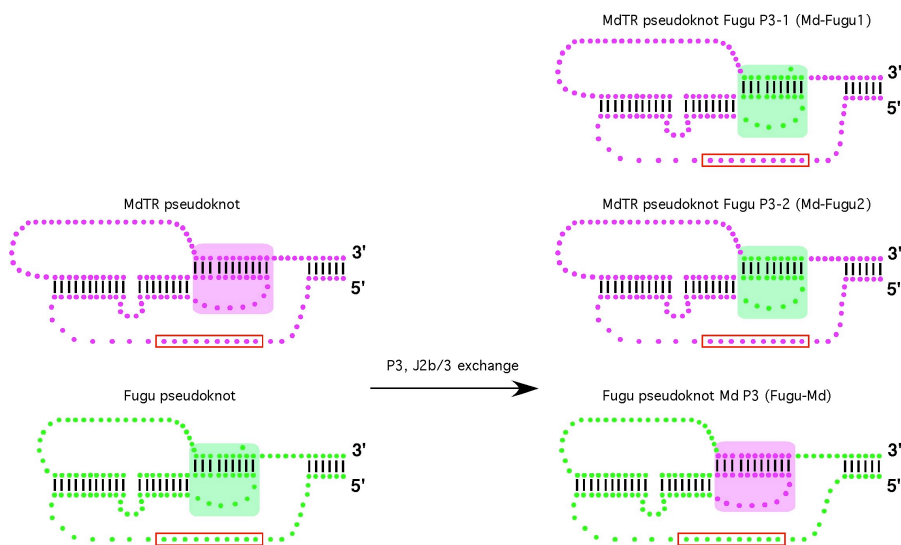 MdTR pseudoknot Fugu P3-1 (Md-Fugu1)
3'
5'
MdTR pseudoknot
3'
5'
MdTR pseudoknot Fugu P3-2 (Md-Fugu2)
3'
5'
P3, J2b/3 exchange
Fugu pseudoknot
3'
5'
Fugu pseudoknot Md P3 (Fugu-Md)
3'
5'